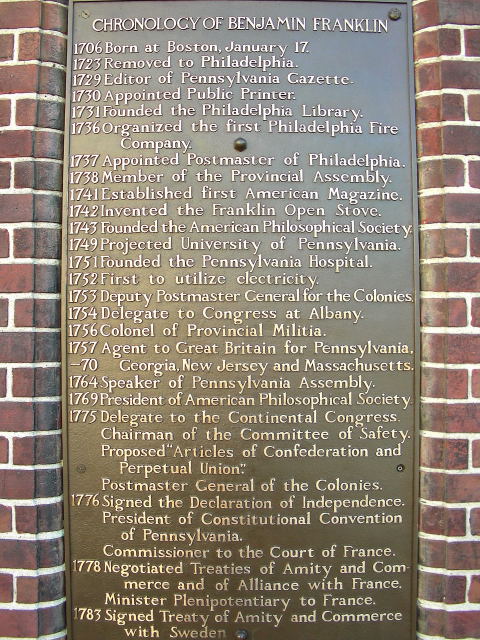 CHRONOLOGY OF BENJAMIN FRANKLIN
1706 Born at Boston, January 17.
1723 Removed to Philadelphia.
1729 Editor of Pennsylvania Gazette.
1730 Appointed Public Printer.
1731 Founded the Philadelphia Library.
1736 Organized the first Philadelphia Fire
Company.
1737 Appointed Postmaster of Philadelphia.
1738 Member of the Provincial Assembly.
1741 Established first American Magazine.
1742 Invented the Franklin Open Stove.
1743 Founded the American Philosophical Society.
1749 Projected University of Pennsylvania.
1751 Founded the Pennsylvania Hospital.
1752 First to utilize electricity.
1753 Deputy Postmaster General for the Colonies.
1754 Delegate to Congress at Albany.
1756 Colonel of Provincial Militia.
1757 Agent to Great Britain for Pennsylvania,
-70 Georgia, New Jersey and Massachusetts.
1764 Speaker of Pennsylvania Assembly.
1769 President of American Philosophical Society.
1775 Delegate to the Continental Congress.
Chairman of the Committee of Safety.
Proposed "Articles of Confederation and
Perpetual Union".
Postmaster General of the Colonies.
1776 Signed the Declaration of Independence.
President of Constitutional Convention
of Pennsylvania.
Commissioner to the Court of France.
1778 Negotiated Treaties of Amity and Com-
merce and of Alliance with France.
Minister Plenipotentiary to France.
1783 Signed Treaty of Amity and Commerce
with Sweden